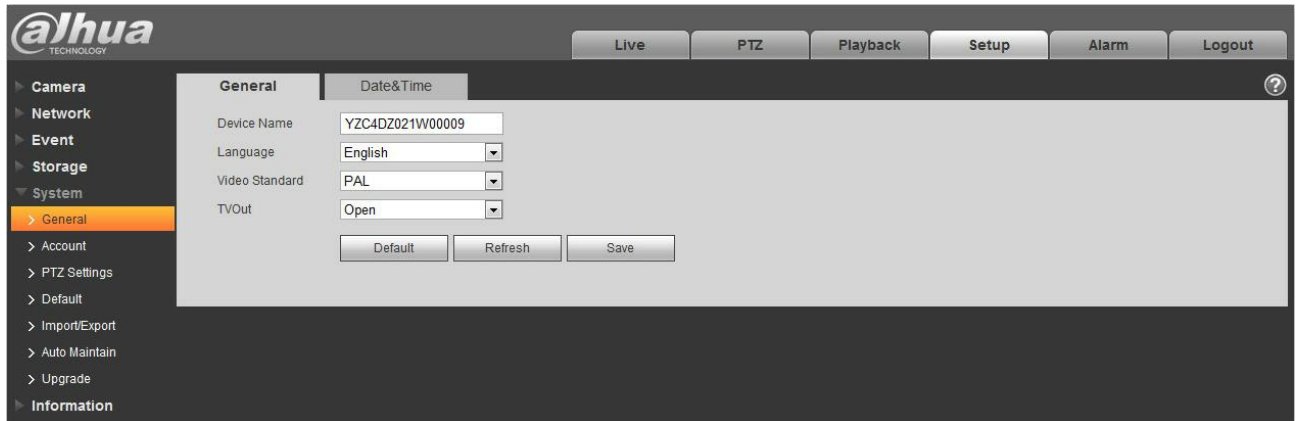 alhua
TECHNOLOGY
Live PTZ Playback Setup Alarm Logout
Camera
Network
Event
Storage
System
General
Account
PTZ Settings
Default
Import/Export
Auto Maintain
Upgrade
Information
General Date&Time
?
Device Name YZC4DZ021W00009
Language English
Video Standard PAL
TVOut Open
Default Refresh Save